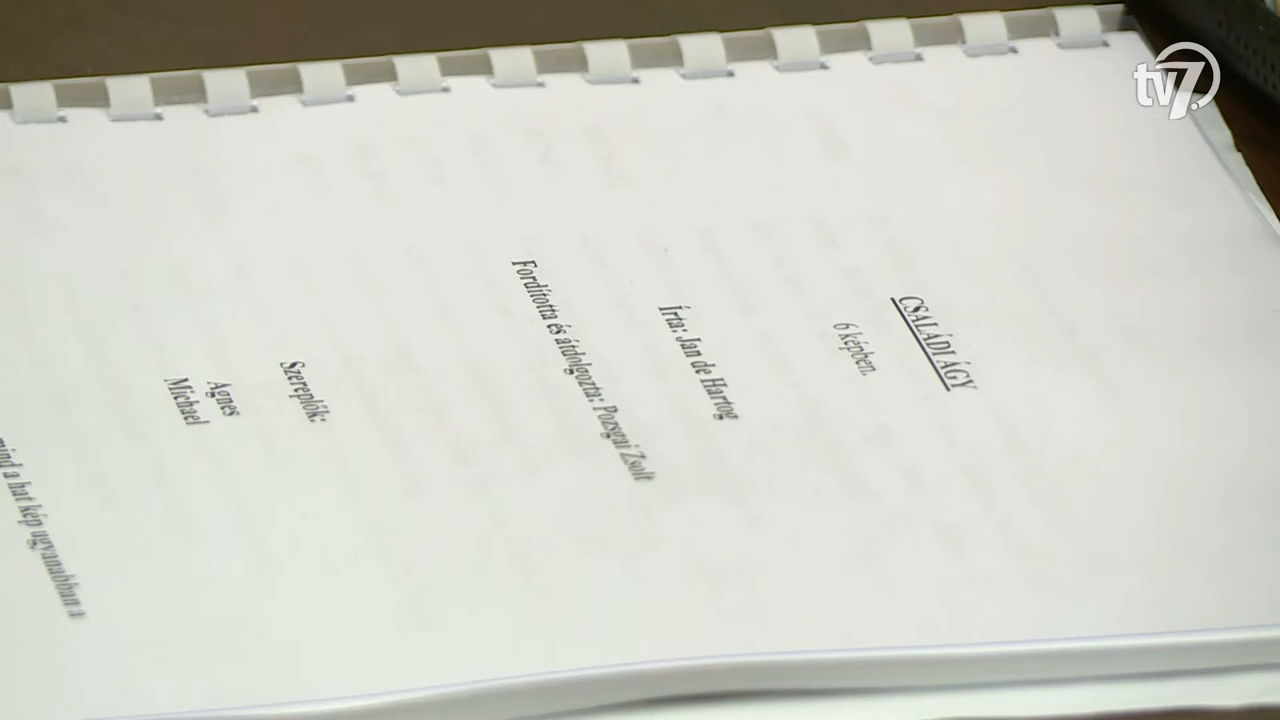 tv7
CSALÁDI ÁGY
6 képben.
Írta: Jan de Hartog
Fordította és átdolgozta: Pozsgai Zsolt
Szereplők:
Agnes
Michael
mind a hat kép ugyanabban a